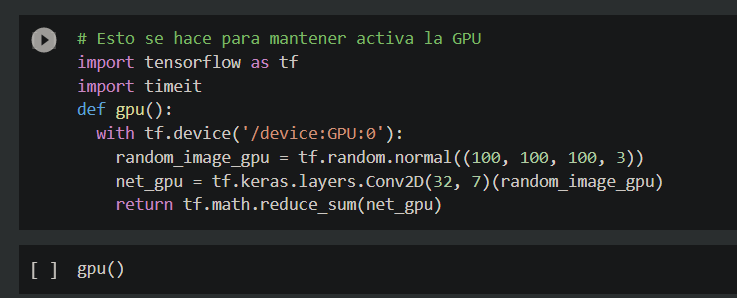 # Esto se hace para mantener activa la GPU
import tensorflow as tf
import timeit
def gpu():
  with tf.device('/device:GPU:0'):
    random_image_gpu = tf.random.normal((100, 100, 100, 3))
    net_gpu = tf.keras.layers.Conv2D(32, 7)(random_image_gpu)
    return tf.math.reduce_sum(net_gpu)
[ ] gpu()